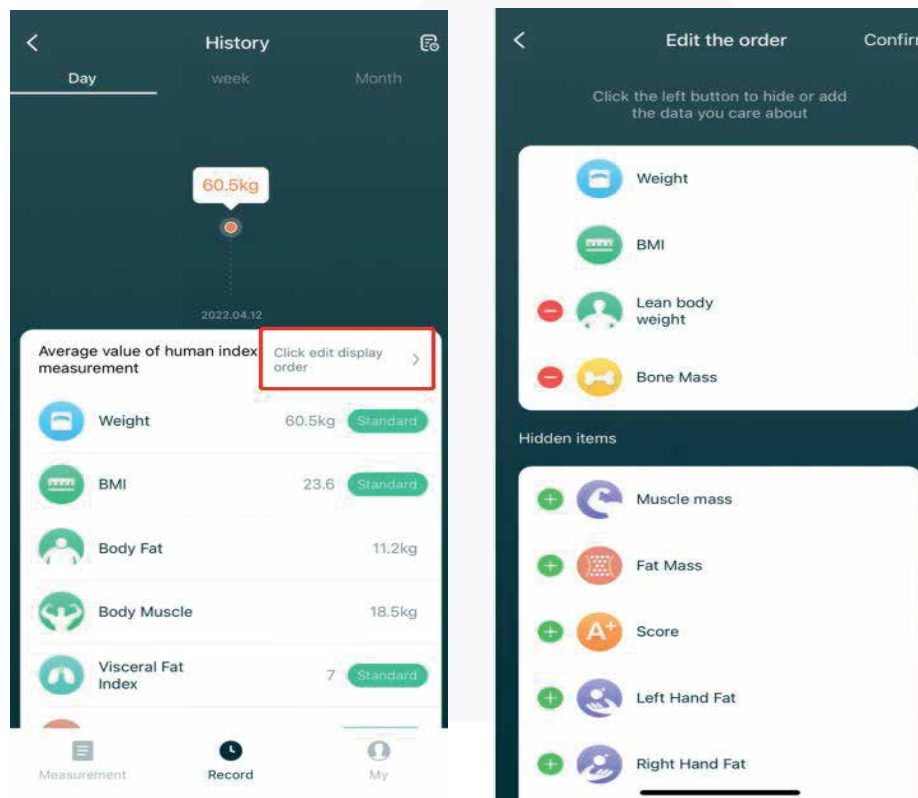 History
Day week Month
60.5kg
2022.04.12
Average value of human index
measurement
Click edit display
order
Weight 60.5kg Standard
BMI 23.6 Standard
Body Fat 11.2kg
Body Muscle 18.5kg
Visceral Fat
Index
7 Standard
Measurement Record My
Edit the order Confirm
Click the left button to hide or add
the data you care about
Weight
BMI
Lean body
weight
Bone Mass
Hidden items
Muscle mass
Fat Mass
A+ Score
Left Hand Fat
Right Hand Fat